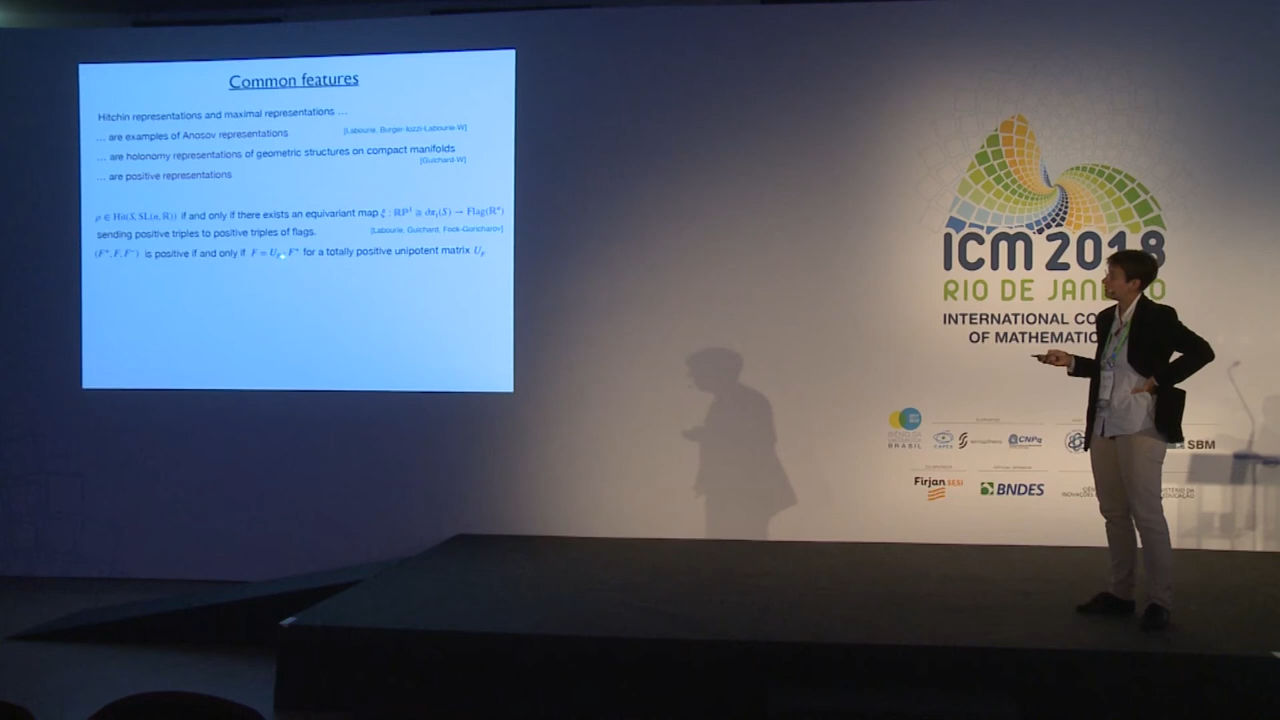 Common features
Hitchin representations and maximal representations …
… are examples of Anosov representations [Labourie, Burger-Iozzi-Labourie-W]
… are holonomy representations of geometric structures on compact manifolds
[Guichard-W]
… are positive representations
ρ ∈ Hit(S, SL(n, ℝ)) if and only if there exists an equivariant map ξ : ℝℙ¹ ≅ ∂π₁(S) → Flag(ℝⁿ)
sending positive triples to positive triples of flags. [Labourie, Guichard, Fock-Goncharov]
(F⁺, F, F⁻) is positive if and only if F = U_F · F⁺ for a totally positive unipotent matrix U_F
ICM 2018
RIO DE JAN O
INTERNATIONAL CO
OF MATHEMATIC
BRASIL
CAPES
CNPq
SBM
Firjan SESI
BNDES